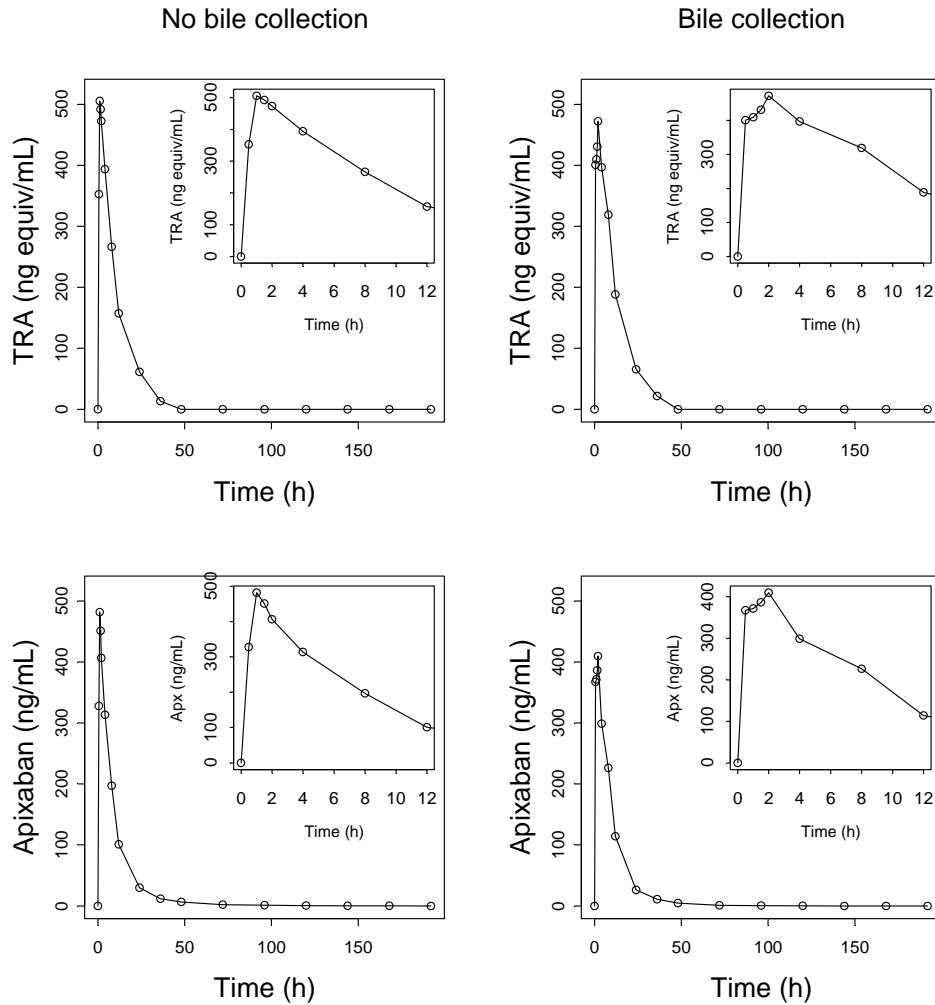 No bile collection
Bile collection
TRA (ng equiv/mL)
0 100 200 300 400 500
0 50 100 150
Time (h)
TRA (ng equiv/mL)
0 100 300 500
0 2 4 6 8 10 12
Time (h)
TRA (ng equiv/mL)
0 100 200 300 400 500
0 50 100 150
Time (h)
TRA (ng equiv/mL)
0 100 300
0 2 4 6 8 10 12
Time (h)
Apixaban (ng/mL)
0 100 200 300 400 500
0 50 100 150
Time (h)
Apx (ng/mL)
0 100 300 500
0 2 4 6 8 10 12
Time (h)
Apixaban (ng/mL)
0 100 200 300 400 500
0 50 100 150
Time (h)
Apx (ng/mL)
0 100 200 300 400
0 2 4 6 8 10 12
Time (h)